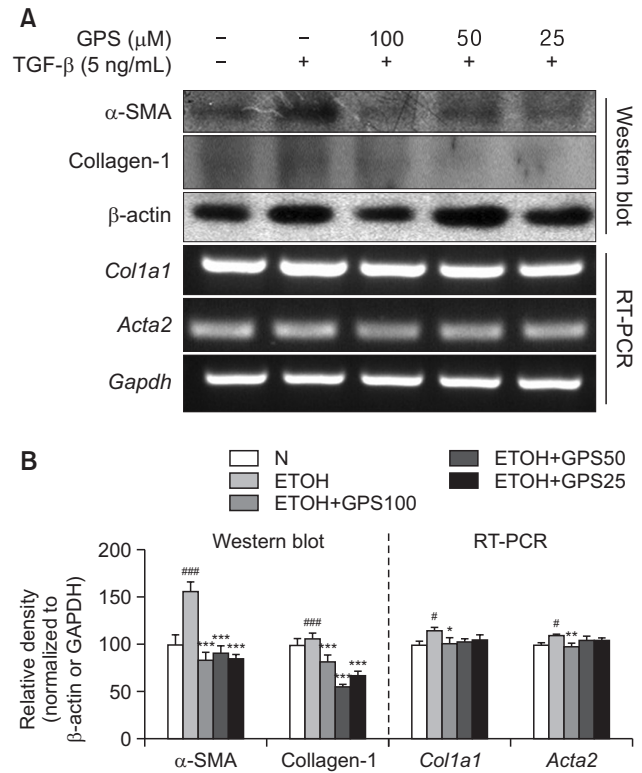 A
GPS (μM) – – 100 50 25
TGF-β (5 ng/mL) – + + + +
α-SMA
Collagen-1
β-actin
Western blot
Col1a1
Acta2
Gapdh
RT-PCR
B
N
ETOH
ETOH+GPS100
ETOH+GPS50
ETOH+GPS25
Western blot RT-PCR
Relative density
(normalized to
β-actin or GAPDH)
200
150
100
50
0
### *** *** ***
### *** *** ***
# *
# **
α-SMA Collagen-1 Col1a1 Acta2